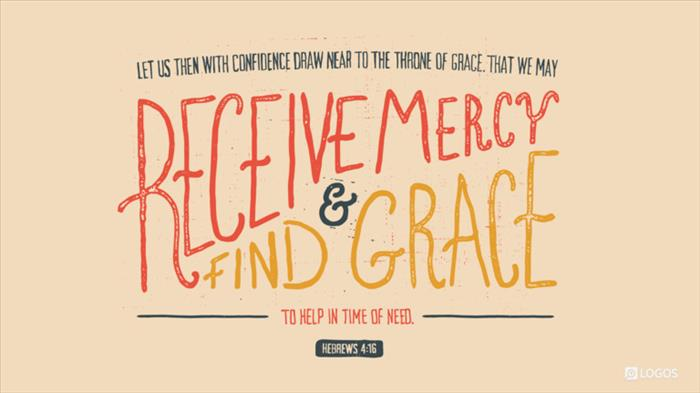 LET US THEN WITH CONFIDENCE DRAW NEAR TO THE THRONE OF GRACE. THAT WE MAY
RECEIVE MERCY
&
FIND GRACE
TO HELP IN TIME OF NEED.
HEBREWS 4:16
LOGOS